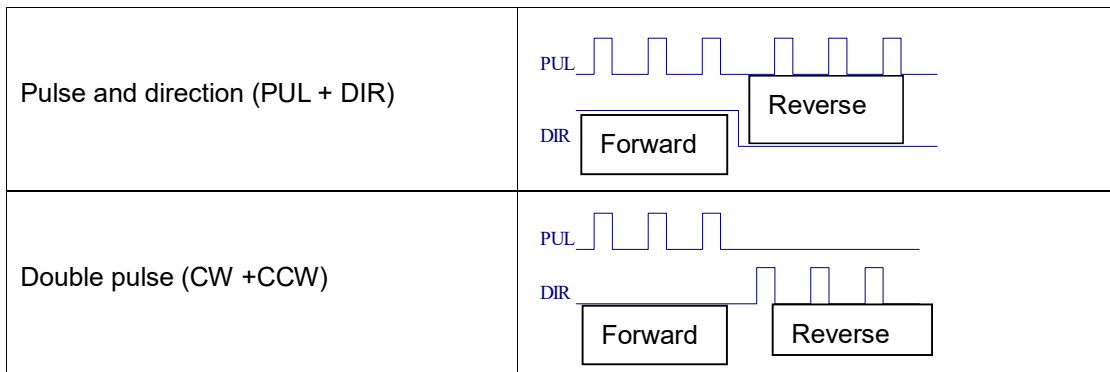 Pulse and direction (PUL + DIR)
PUL
DIR
Forward
Reverse
Double pulse (CW +CCW)
PUL
DIR
Forward
Reverse